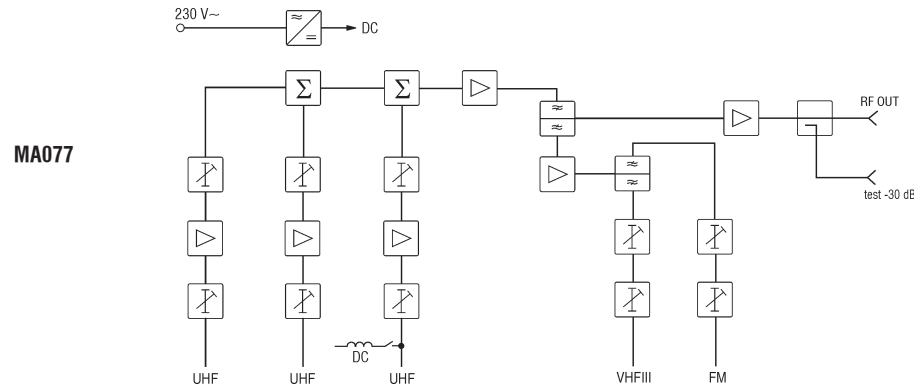 230 V~
DC
Σ
Σ
RF OUT
MA077
test -30 dB
DC
UHF
UHF
UHF
VHFIII
FM